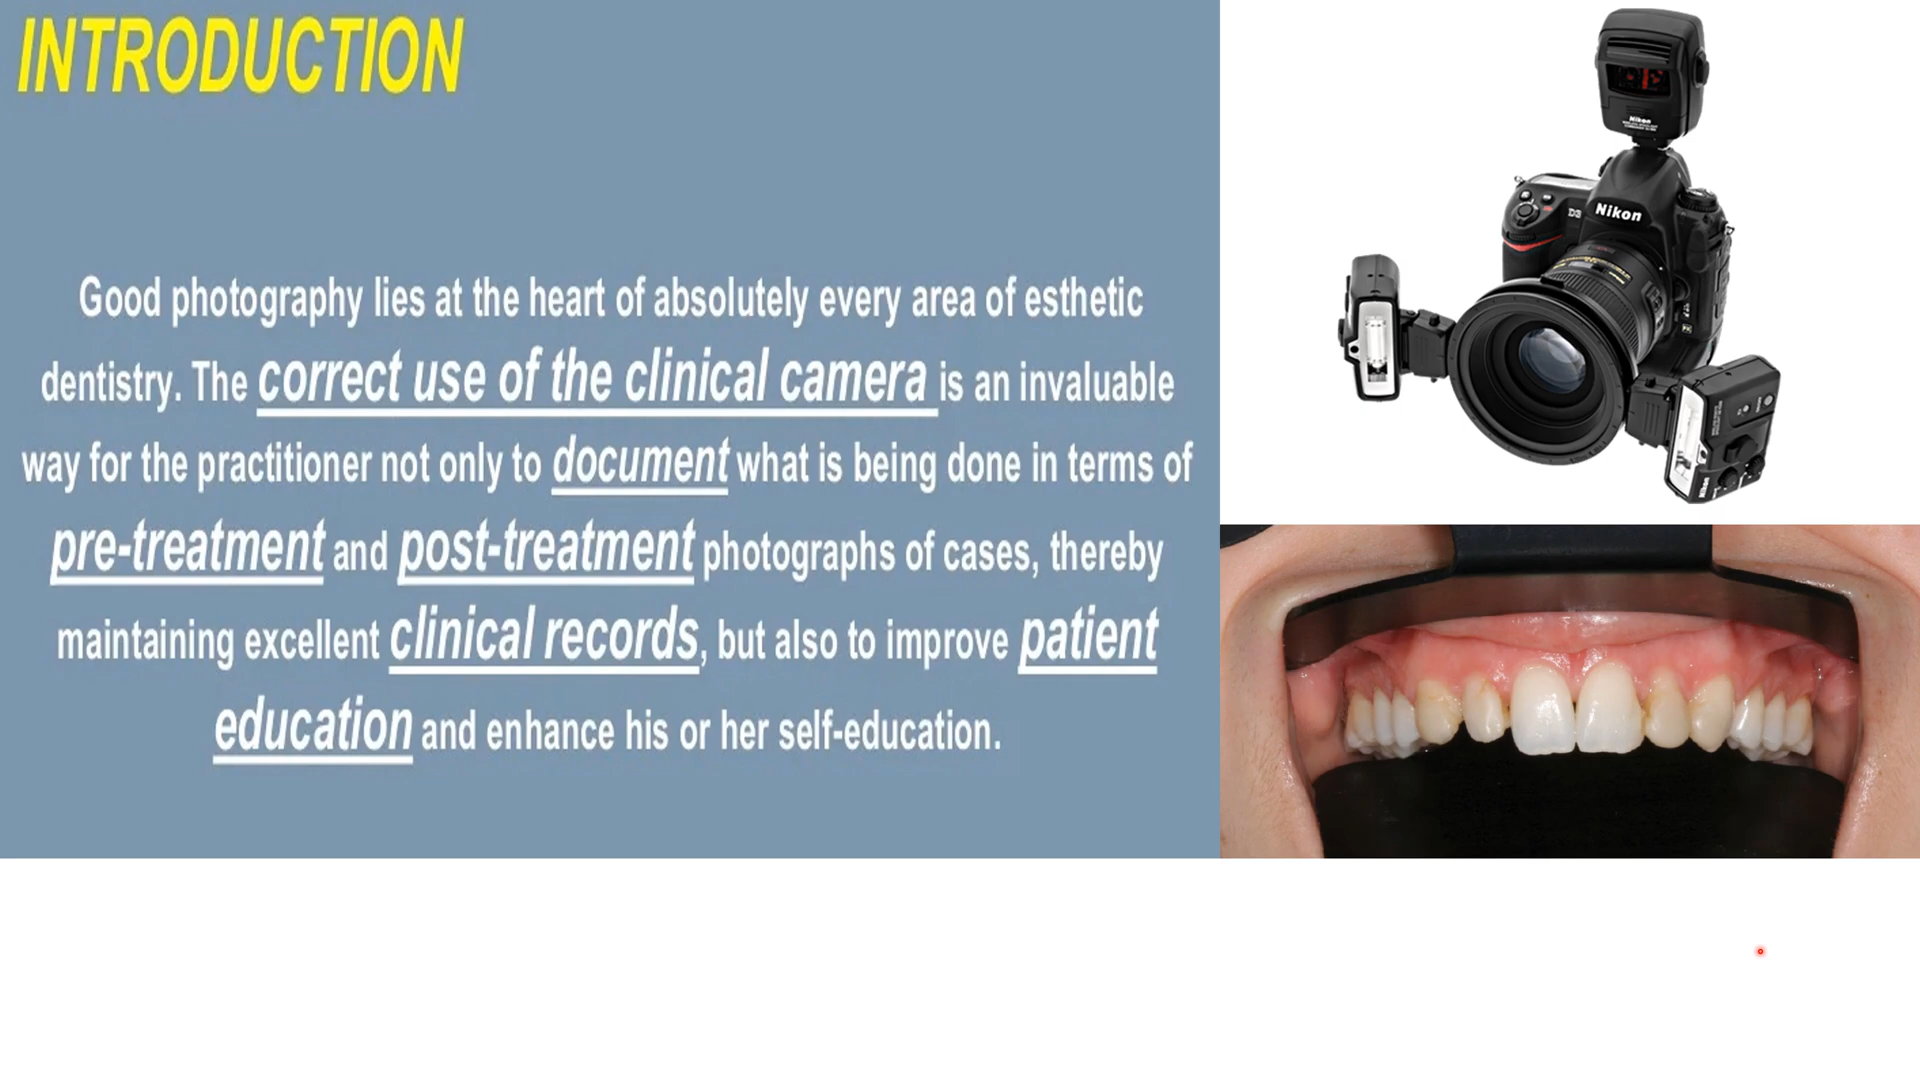 INTRODUCTION
Good photography lies at the heart of absolutely every area of esthetic
dentistry. The correct use of the clinical camera is an invaluable
way for the practitioner not only to document what is being done in terms of
pre-treatment and post-treatment photographs of cases, thereby
maintaining excellent clinical records, but also to improve patient
education and enhance his or her self-education.
Nikon
D3
Nikon
Nikon